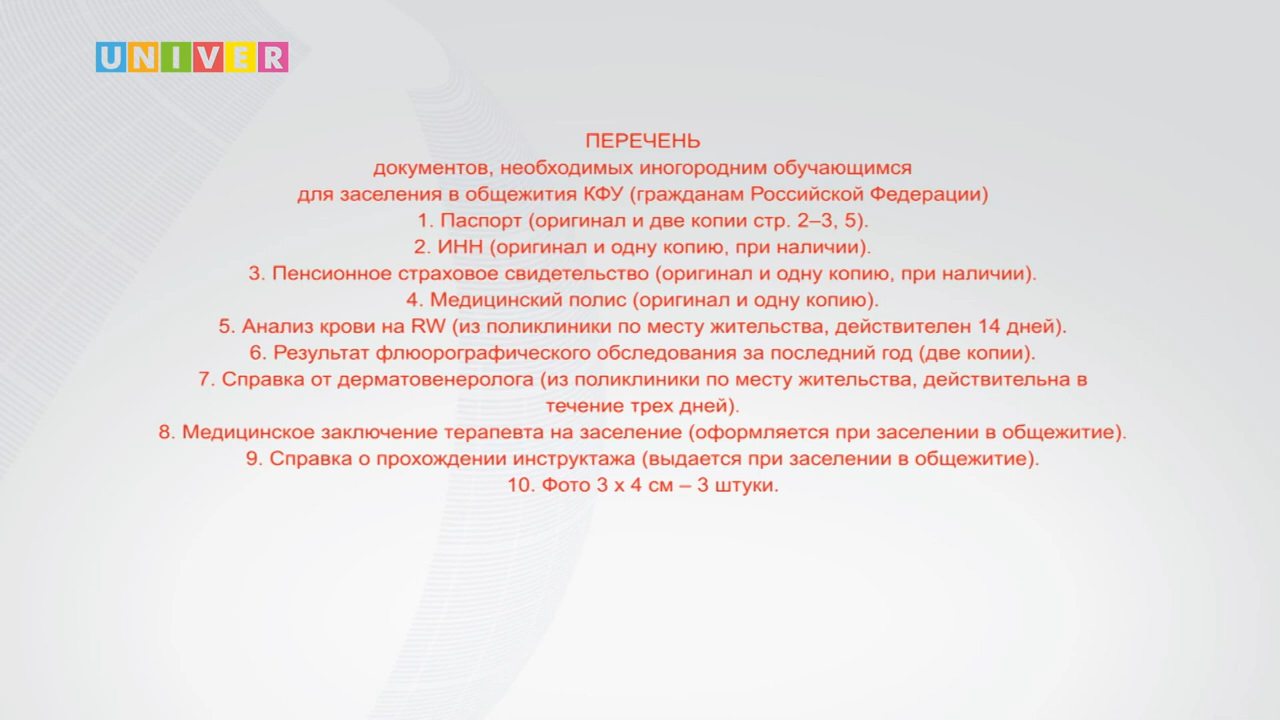 UNIVER
ПЕРЕЧЕНЬ
документов, необходимых иногородним обучающимся
для заселения в общежития КФУ (гражданам Российской Федерации)
1. Паспорт (оригинал и две копии стр. 2–3, 5).
2. ИНН (оригинал и одну копию, при наличии).
3. Пенсионное страховое свидетельство (оригинал и одну копию, при наличии).
4. Медицинский полис (оригинал и одну копию).
5. Анализ крови на RW (из поликлиники по месту жительства, действителен 14 дней).
6. Результат флюорографического обследования за последний год (две копии).
7. Справка от дерматовенеролога (из поликлиники по месту жительства, действительна в
течение трех дней).
8. Медицинское заключение терапевта на заселение (оформляется при заселении в общежитие).
9. Справка о прохождении инструктажа (выдается при заселении в общежитие).
10. Фото 3 х 4 см – 3 штуки.